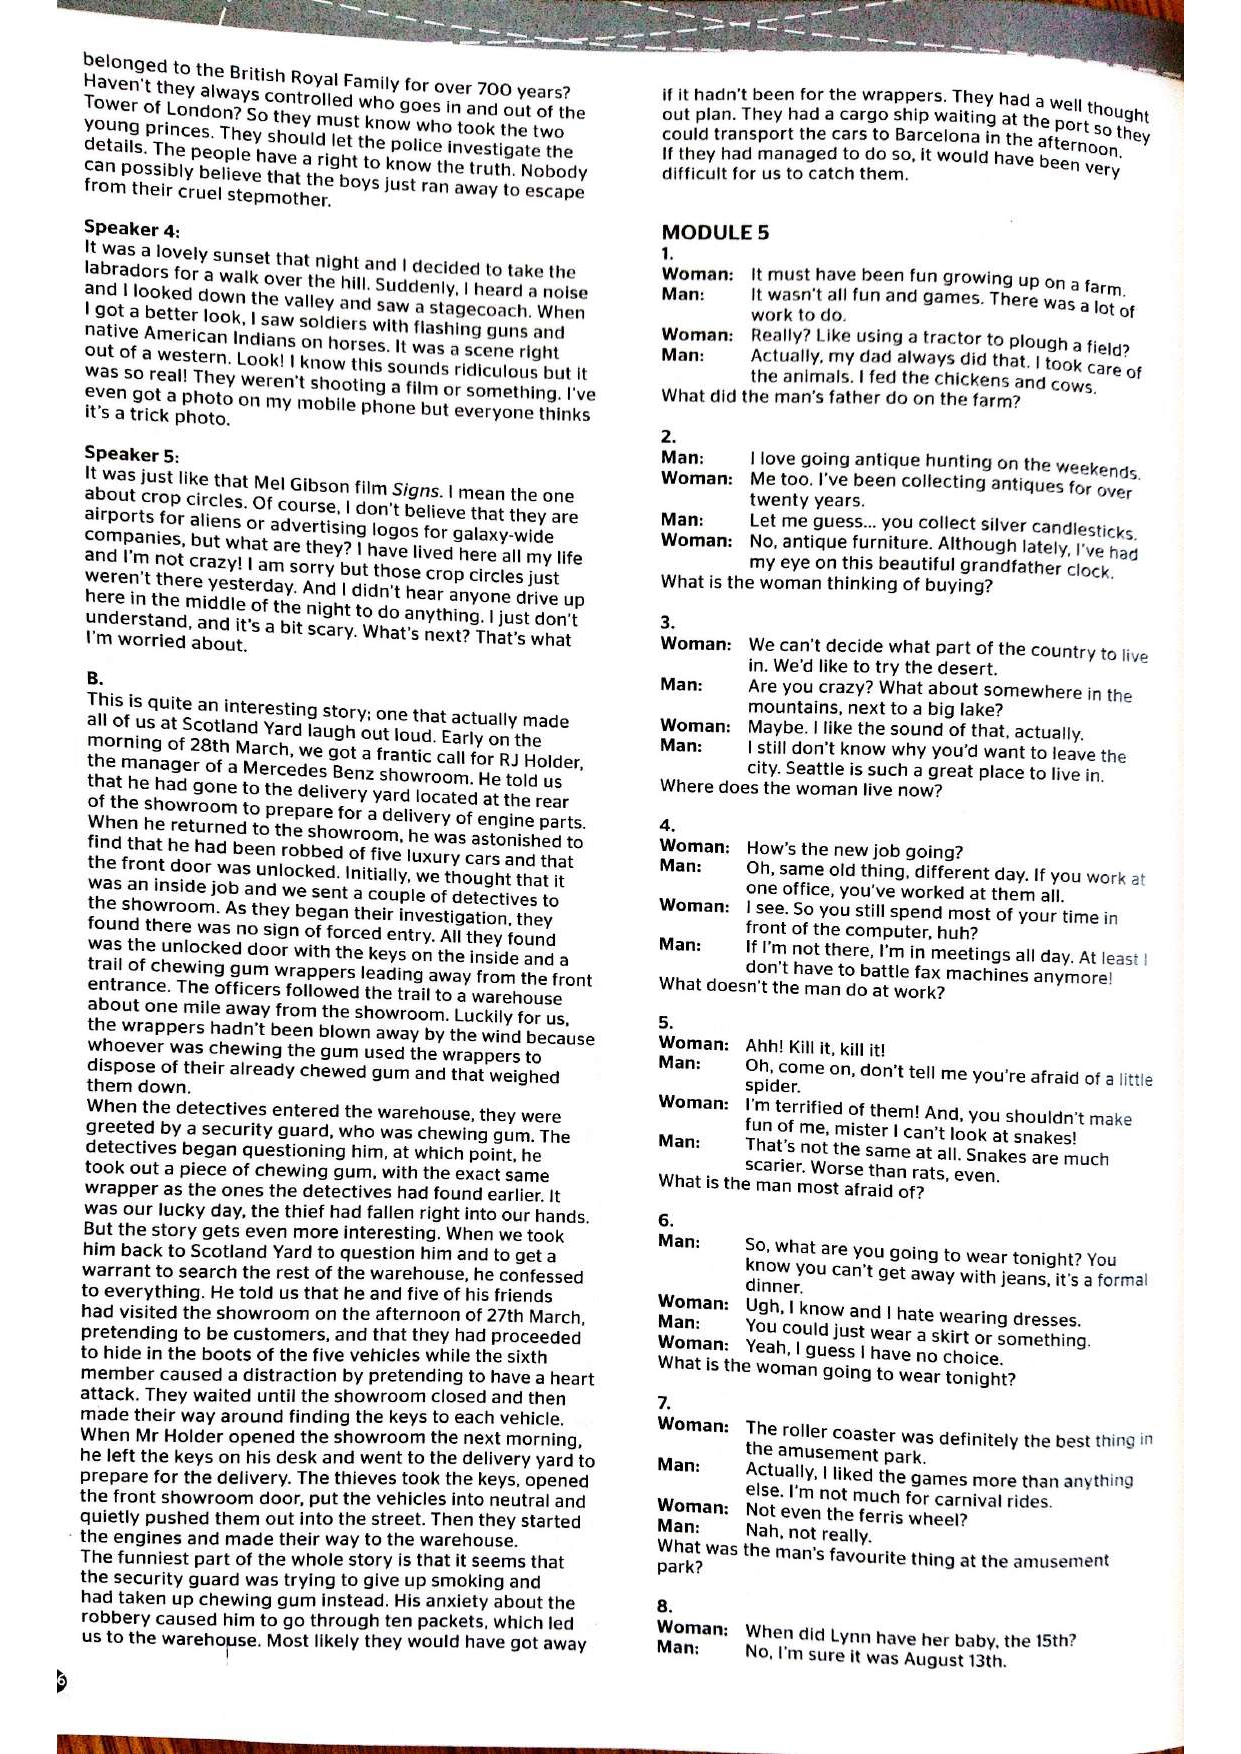 belonged to the British Royal Family for over 700 years?
Haven't they always controlled who goes in and out of the
Tower of London? So they must know who took the two
young princes. They should let the police investigate the
details. The people have a right to know the truth. Nobody
can possibly believe that the boys just ran away to escape
from their cruel stepmother.
Speaker 4:
It was a lovely sunset that night and I decided to take the
labradors for a walk over the hill. Suddenly, I heard a noise
and I looked down the valley and saw a stagecoach. When
I got a better look, I saw soldiers with flashing guns and
native American Indians on horses. It was a scene right
out of a western. Look! I know this sounds ridiculous but it
was so real! They weren't shooting a film or something. I've
even got a photo on my mobile phone but everyone thinks
it's a trick photo.
Speaker 5:
It was just like that Mel Gibson film Signs. I mean the one
about crop circles. Of course, I don't believe that they are
airports for aliens or advertising logos for galaxy-wide
companies, but what are they? I have lived here all my life
and I'm not crazy! I am sorry but those crop circles just
weren't there yesterday. And I didn't hear anyone drive up
here in the middle of the night to do anything. I just don't
understand, and it's a bit scary. What's next? That's what
I'm worried about.
B.
This is quite an interesting story; one that actually made
all of us at Scotland Yard laugh out loud. Early on the
morning of 28th March, we got a frantic call for RJ Holder,
the manager of a Mercedes Benz showroom. He told us
that he had gone to the delivery yard located at the rear
of the showroom to prepare for a delivery of engine parts.
When he returned to the showroom, he was astonished to
find that he had been robbed of five luxury cars and that
the front door was unlocked. Initially, we thought that it
was an inside job and we sent a couple of detectives to
the showroom. As they began their investigation, they
found there was no sign of forced entry. All they found
was the unlocked door with the keys on the inside and a
trail of chewing gum wrappers leading away from the front
entrance. The officers followed the trail to a warehouse
about one mile away from the showroom. Luckily for us,
the wrappers hadn't been blown away by the wind because
whoever was chewing the gum used the wrappers to
dispose of their already chewed gum and that weighed
them down.
When the detectives entered the warehouse, they were
greeted by a security guard, who was chewing gum. The
detectives began questioning him, at which point, he
took out a piece of chewing gum, with the exact same
wrapper as the ones the detectives had found earlier. It
was our lucky day, the thief had fallen right into our hands.
But the story gets even more interesting. When we took
him back to Scotland Yard to question him and to get a
warrant to search the rest of the warehouse, he confessed
to everything. He told us that he and five of his friends
had visited the showroom on the afternoon of 27th March,
pretending to be customers, and that they had proceeded
to hide in the boots of the five vehicles while the sixth
member caused a distraction by pretending to have a heart
attack. They waited until the showroom closed and then
made their way around finding the keys to each vehicle.
When Mr Holder opened the showroom the next morning,
he left the keys on his desk and went to the delivery yard to
prepare for the delivery. The thieves took the keys, opened
the front showroom door, put the vehicles into neutral and
quietly pushed them out into the street. Then they started
the engines and made their way to the warehouse.
The funniest part of the whole story is that it seems that
the security guard was trying to give up smoking and
had taken up chewing gum instead. His anxiety about the
robbery caused him to go through ten packets, which led
us to the warehouse. Most likely they would have got away
if it hadn't been for the wrappers. They had a well thought
out plan. They had a cargo ship waiting at the port so they
could transport the cars to Barcelona in the afternoon.
If they had managed to do so, it would have been very
difficult for us to catch them.
MODULE 5
1.
Woman: It must have been fun growing up on a farm.
Man: It wasn't all fun and games. There was a lot of
work to do.
Woman: Really? Like using a tractor to plough a field?
Man: Actually, my dad always did that. I took care of
the animals. I fed the chickens and cows.
What did the man's father do on the farm?
2.
Man: I love going antique hunting on the weekends.
Woman: Me too. I've been collecting antiques for over
twenty years.
Man: Let me guess... you collect silver candlesticks.
Woman: No, antique furniture. Although lately, I've had
my eye on this beautiful grandfather clock.
What is the woman thinking of buying?
3.
Woman: We can't decide what part of the country to live
in. We'd like to try the desert.
Man: Are you crazy? What about somewhere in the
mountains, next to a big lake?
Woman: Maybe. I like the sound of that, actually.
Man: I still don't know why you'd want to leave the
city. Seattle is such a great place to live in.
Where does the woman live now?
4.
Woman: How's the new job going?
Man: Oh, same old thing, different day. If you work at
one office, you've worked at them all.
Woman: I see. So you still spend most of your time in
front of the computer, huh?
Man: If I'm not there, I'm in meetings all day. At least I
don't have to battle fax machines anymore!
What doesn't the man do at work?
5.
Woman: Ahh! Kill it, kill it!
Man: Oh, come on, don't tell me you're afraid of a little
spider.
Woman: I'm terrified of them! And, you shouldn't make
fun of me, mister I can't look at snakes!
Man: That's not the same at all. Snakes are much
scarier. Worse than rats, even.
What is the man most afraid of?
6.
Man: So, what are you going to wear tonight? You
know you can't get away with jeans, it's a formal
dinner.
Woman: Ugh, I know and I hate wearing dresses.
Man: You could just wear a skirt or something.
Woman: Yeah, I guess I have no choice.
What is the woman going to wear tonight?
7.
Woman: The roller coaster was definitely the best thing in
the amusement park.
Man: Actually, I liked the games more than anything
else. I'm not much for carnival rides.
Woman: Not even the ferris wheel?
Man: Nah, not really.
What was the man's favourite thing at the amusement
park?
8.
Woman: When did Lynn have her baby, the 15th?
Man: No, I'm sure it was August 13th.